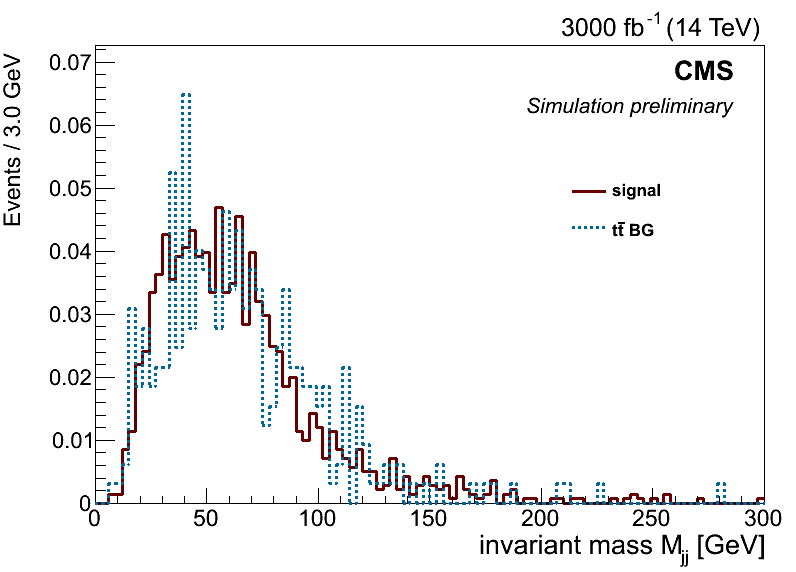 3000 fb⁻¹ (14 TeV)
CMS
Simulation preliminary
Events / 3.0 GeV
0.07
0.06
0.05
0.04
0.03
0.02
0.01
0
signal
tt̄ BG
0 50 100 150 200 250 300
invariant mass Mjj [GeV]